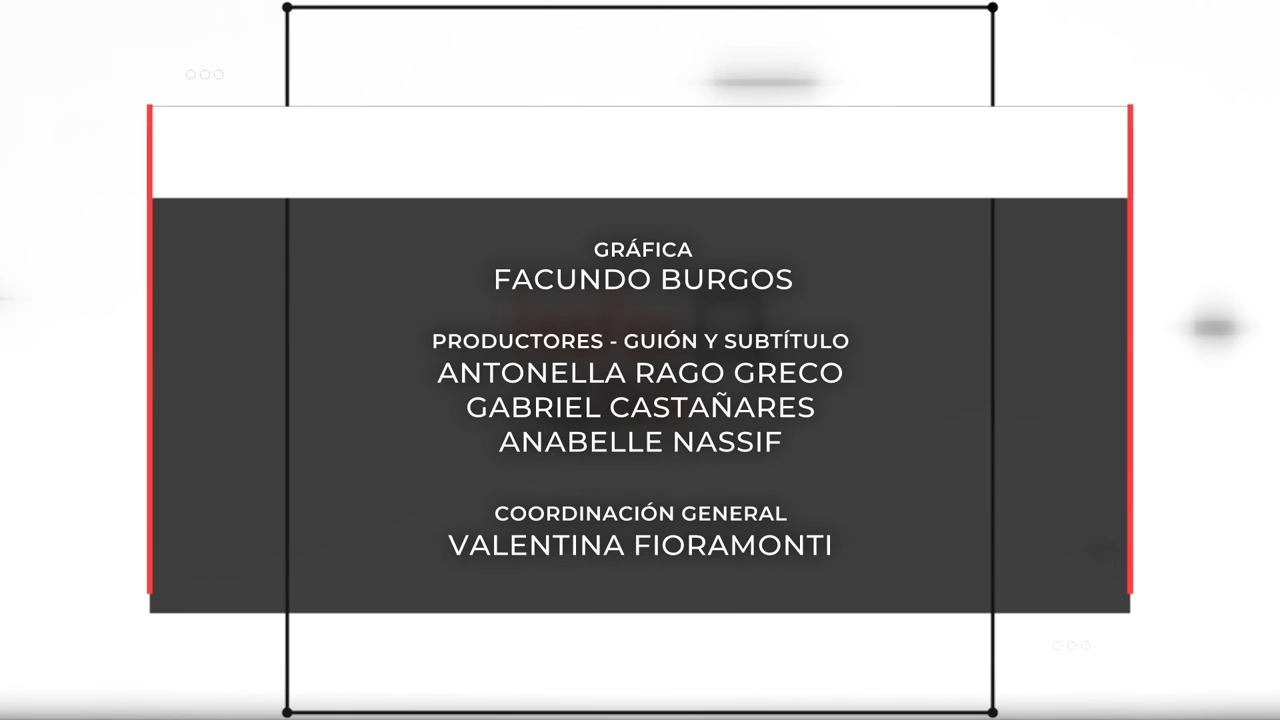 GRÁFICA
FACUNDO BURGOS
PRODUCTORES - GUIÓN Y SUBTÍTULO
ANTONELLA RAGO GRECO
GABRIEL CASTAÑARES
ANABELLE NASSIF
COORDINACIÓN GENERAL
VALENTINA FIORAMONTI